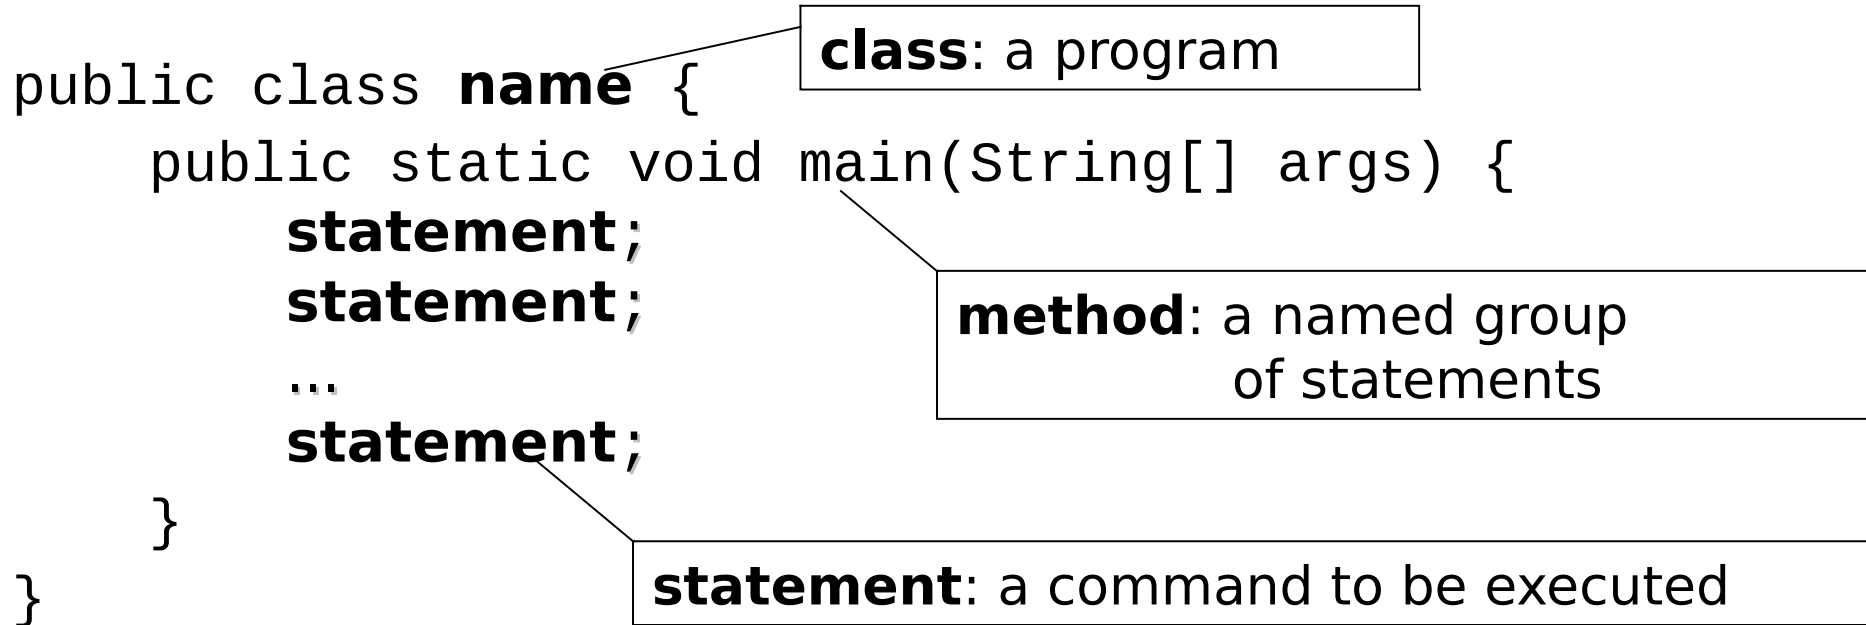 class: a program
public class name {
public static void main(String[] args) {
statement;
statement;
method: a named group
of statements
...
statement;
}
statement: a command to be executed
}